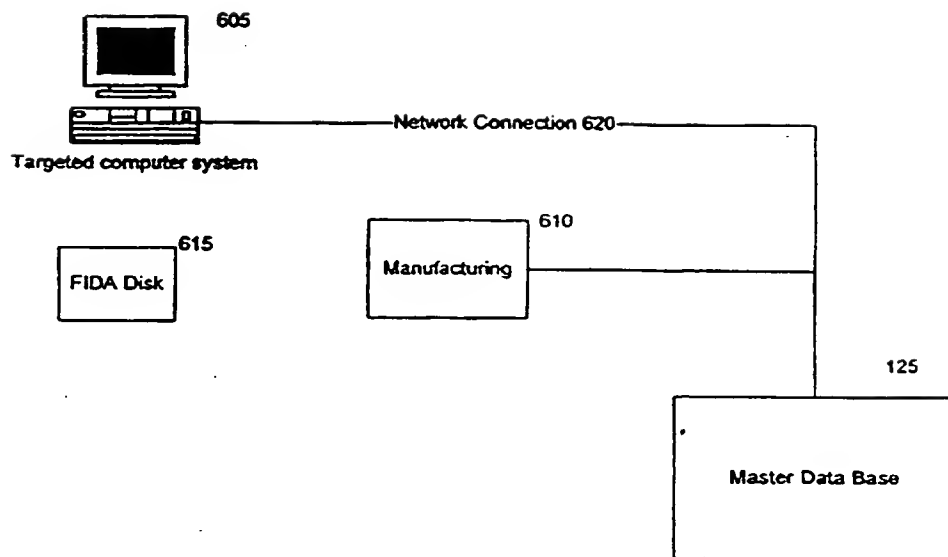 605
Network Connection 620
Targeted computer system
610
615
Manufacturing
FIDA Disk
125
Master Data Base